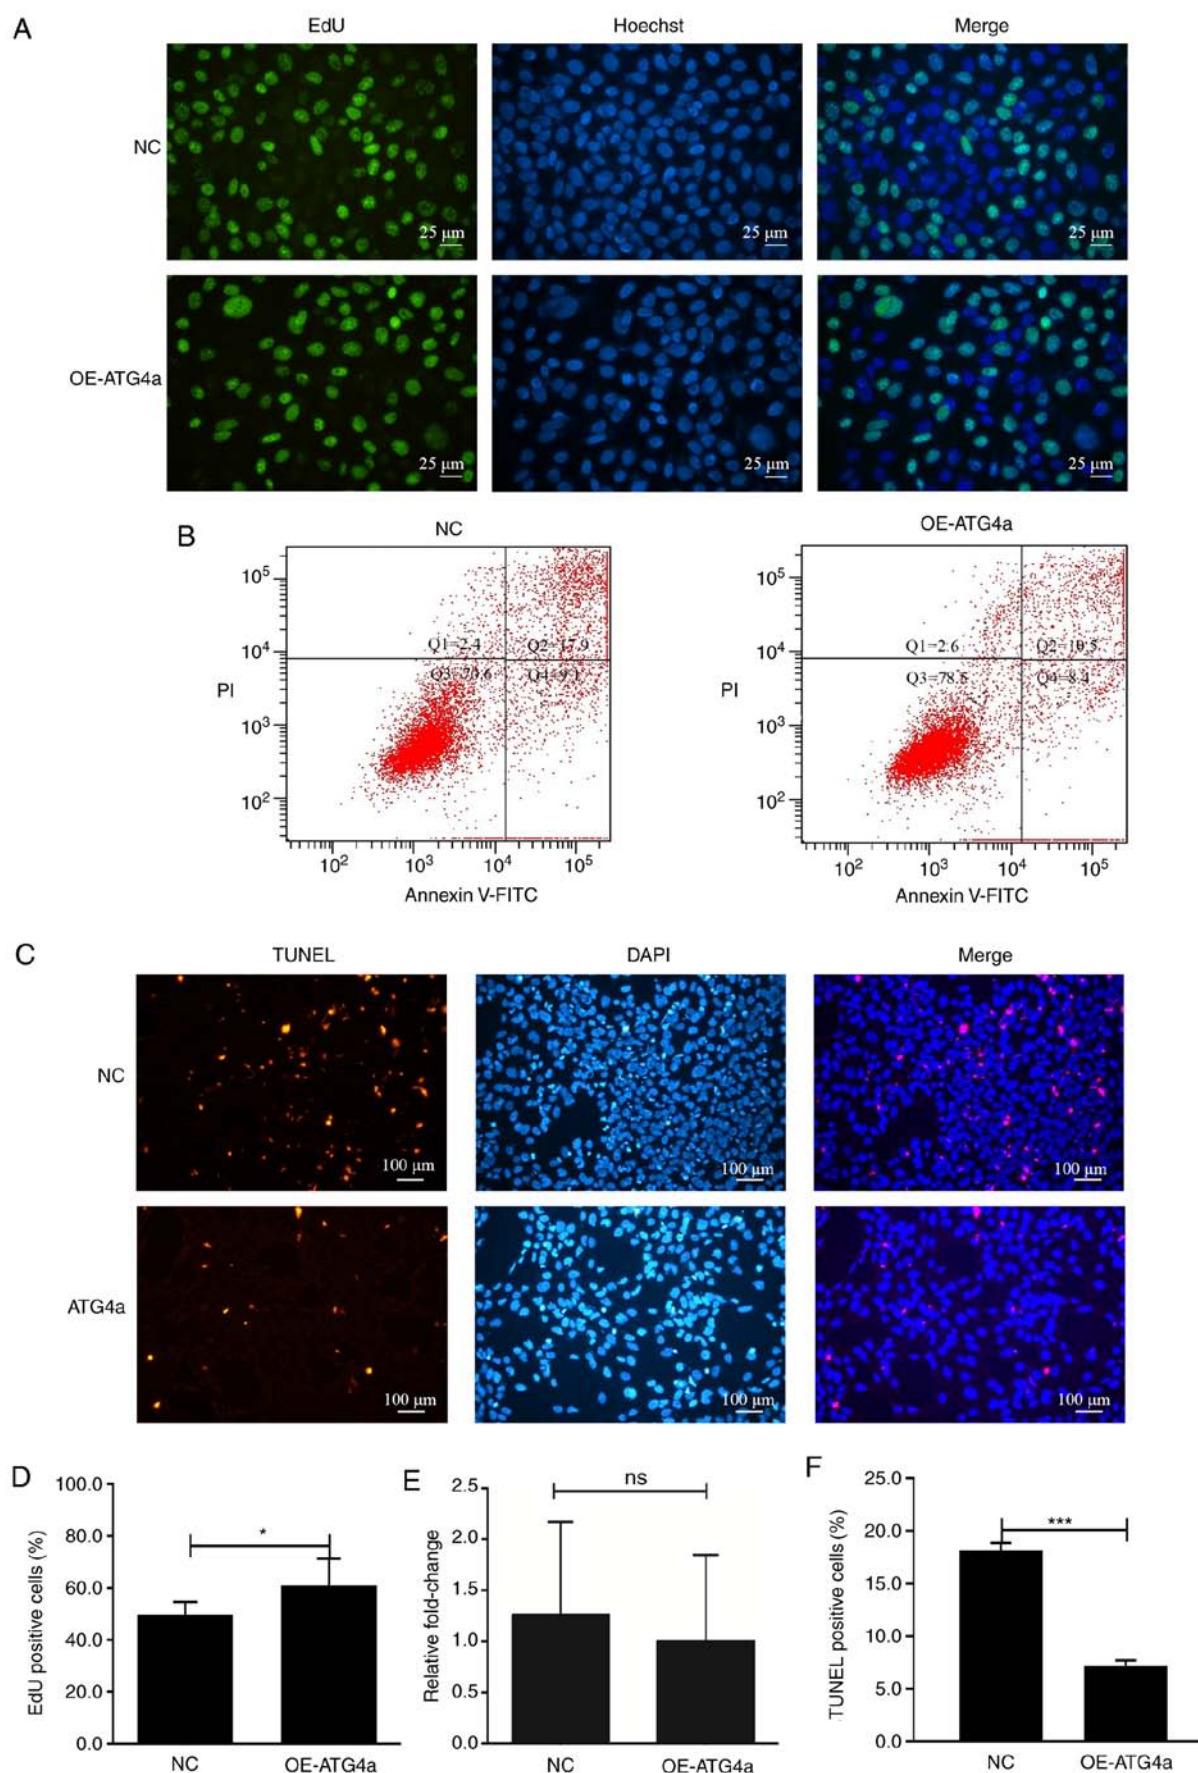 A
EdU Hoechst Merge
NC
25 µm 25 µm 25 µm
OE-ATG4a
25 µm 25 µm 25 µm
B
NC OE-ATG4a
PI
10⁵
10⁴
10³
10²
Q1=2.4 Q2=17.9
Q4=9.1
10² 10³ 10⁴ 10⁵
Annexin V-FITC
PI
10⁵
10⁴
10³
10²
Q1=2.6 Q2=10.5
Q3=78.5 Q4=8.4
10² 10³ 10⁴ 10⁵
Annexin V-FITC
C
TUNEL DAPI Merge
NC
100 µm 100 µm 100 µm
ATG4a
100 µm 100 µm 100 µm
D
EdU positive cells (%)
100.0
80.0
60.0
40.0
20.0
0.0
*
NC OE-ATG4a
E
Relative fold-change
2.5
2.0
1.5
1.0
0.5
0.0
ns
NC OE-ATG4a
F
TUNEL positive cells (%)
25.0
20.0
15.0
10.0
5.0
0.0
***
NC OE-ATG4a